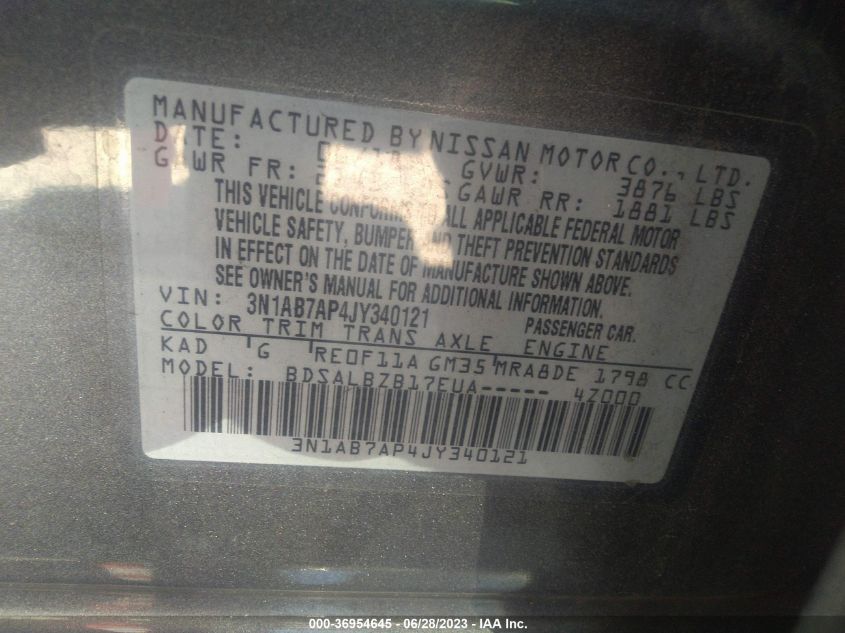 MANUFACTURED BY NISSAN MOTOR CO., LTD.
DATE: GVWR: 3876 LBS
GAWR FR: GAWR RR: 1881 LBS
THIS VEHICLE CONFORMS TO ALL APPLICABLE FEDERAL MOTOR
VEHICLE SAFETY, BUMPER, AND THEFT PREVENTION STANDARDS
IN EFFECT ON THE DATE OF MANUFACTURE SHOWN ABOVE.
SEE OWNER'S MANUAL FOR ADDITIONAL INFORMATION.
VIN: 3N1AB7AP4JY340121 PASSENGER CAR.
COLOR TRIM TRANS AXLE ENGINE
KAD G RE0F11A GM35 MRA8DE 1798 CC
MODEL: BDSALBZB17EUA----- 4Z000
3N1AB7AP4JY340121
000-36954645 - 06/28/2023 - © IAA Inc.